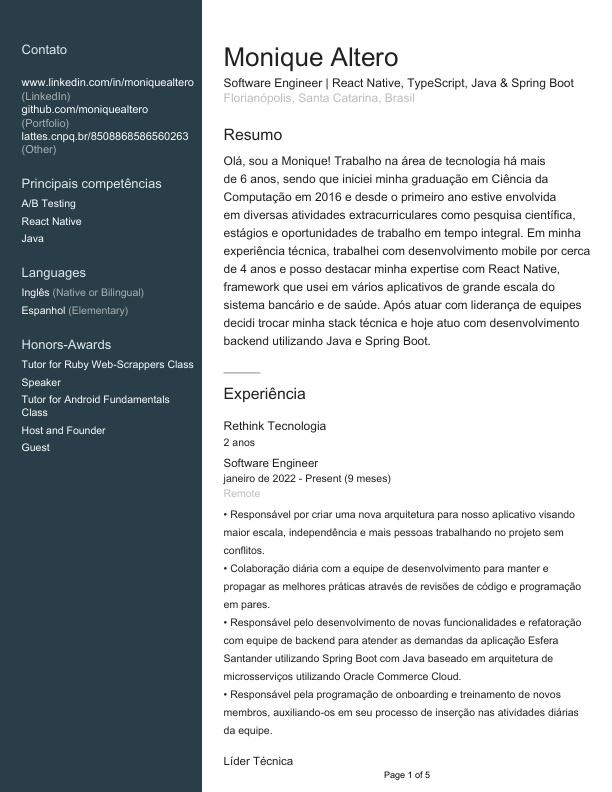 Contato
www.linkedin.com/in/moniquealtero
(LinkedIn)
github.com/moniquealtero
(Portfolio)
lattes.cnpq.br/8508868586560263
(Other)
Principais competências
A/B Testing
React Native
Java
Languages
Inglês (Native or Bilingual)
Espanhol (Elementary)
Honors-Awards
Tutor for Ruby Web-Scrappers Class
Speaker
Tutor for Android Fundamentals
Class
Host and Founder
Guest
Monique Altero
Software Engineer | React Native, TypeScript, Java & Spring Boot
Florianópolis, Santa Catarina, Brasil
Resumo
Olá, sou a Monique! Trabalho na área de tecnologia há mais
de 6 anos, sendo que iniciei minha graduação em Ciência da
Computação em 2016 e desde o primeiro ano estive envolvida
em diversas atividades extracurriculares como pesquisa científica,
estágios e oportunidades de trabalho em tempo integral. Em minha
experiência técnica, trabalhei com desenvolvimento mobile por cerca
de 4 anos e posso destacar minha expertise com React Native,
framework que usei em vários aplicativos de grande escala do
sistema bancário e de saúde. Após atuar com liderança de equipes
decidi trocar minha stack técnica e hoje atuo com desenvolvimento
backend utilizando Java e Spring Boot.
Experiência
Rethink Tecnologia
2 anos
Software Engineer
janeiro de 2022 - Present (9 meses)
Remote
• Responsável por criar uma nova arquitetura para nosso aplicativo visando
maior escala, independência e mais pessoas trabalhando no projeto sem
conflitos.
• Colaboração diária com a equipe de desenvolvimento para manter e
propagar as melhores práticas através de revisões de código e programação
em pares.
• Responsável pelo desenvolvimento de novas funcionalidades e refatoração
com equipe de backend para atender as demandas da aplicação Esfera
Santander utilizando Spring Boot com Java baseado em arquitetura de
microsserviços utilizando Oracle Commerce Cloud.
• Responsável pela programação de onboarding e treinamento de novos
membros, auxiliando-os em seu processo de inserção nas atividades diárias
da equipe.
Líder Técnica
Page 1 of 5